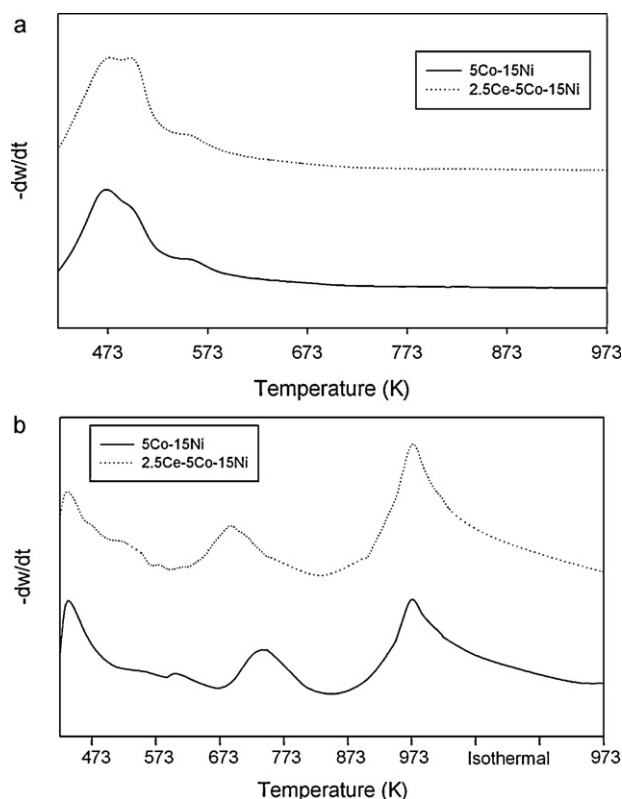 a
-dw/dt
5Co-15Ni
2.5Ce-5Co-15Ni
473 573 673 773 873 973
Temperature (K)
b
-dw/dt
5Co-15Ni
2.5Ce-5Co-15Ni
473 573 673 773 873 973 Isothermal 973
Temperature (K)